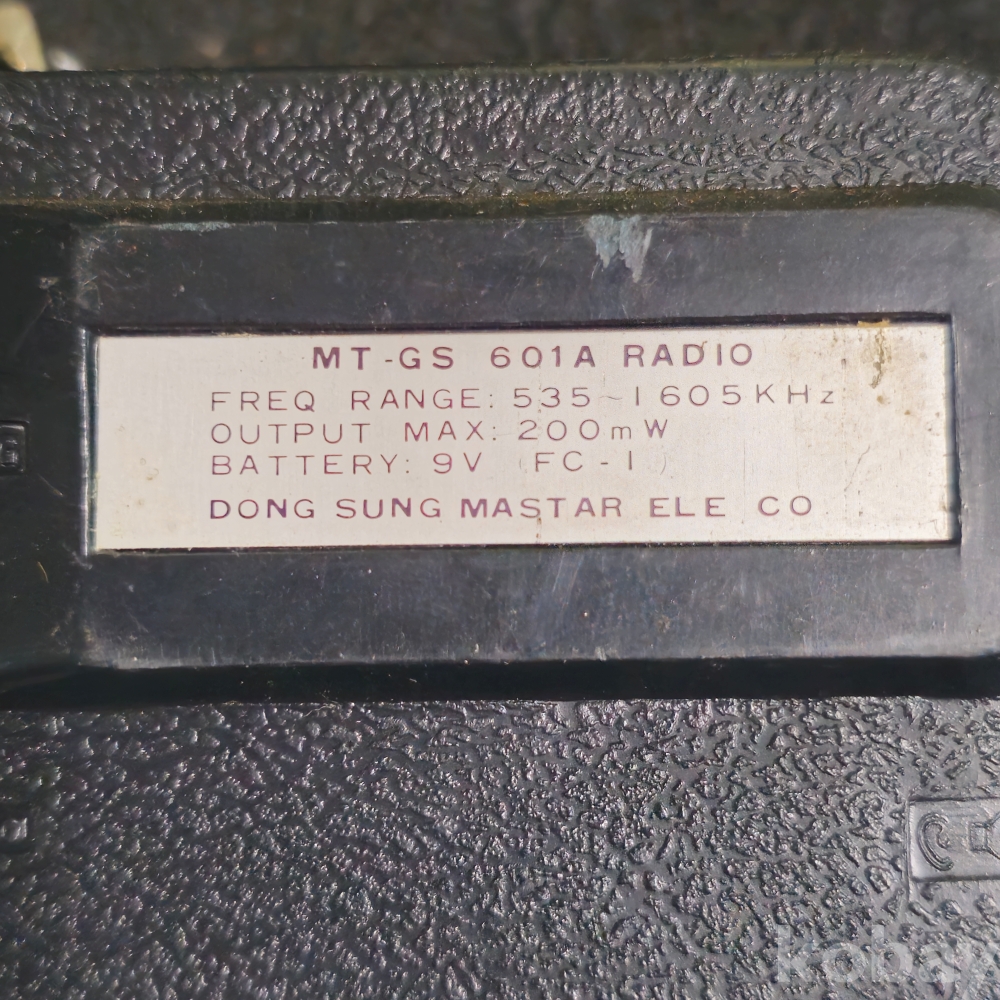 MT-GS 601A RADIO
FREQ RANGE: 535~1605KHz
OUTPUT MAX: 200mW
BATTERY: 9V (FC-1)
DONG SUNG MASTAR ELE CO